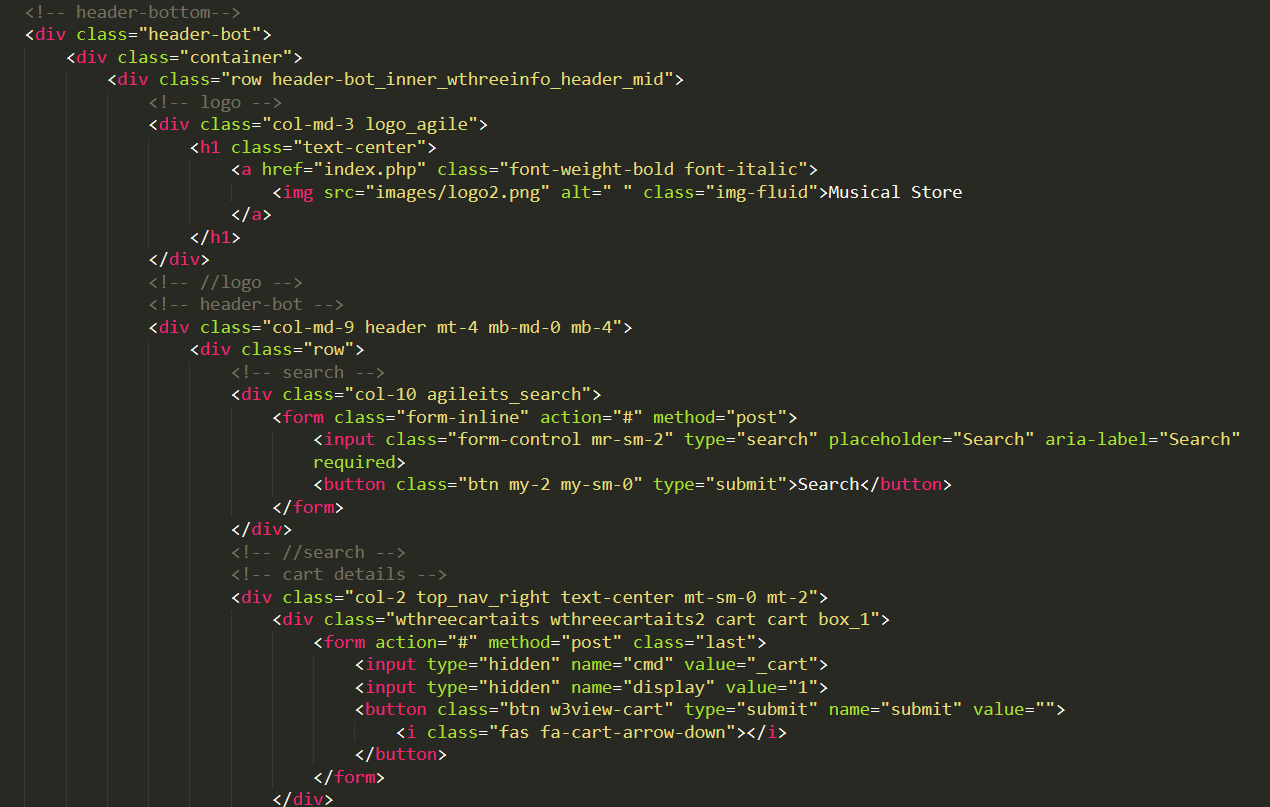 <!-- header-bottom-->
<div class="header-bot">
<div class="container">
<div class="row header-bot_inner_wthreeinfo_header_mid">
<!-- logo -->
<div class="col-md-3 logo_agile">
<h1 class="text-center">
<a href="index.php" class="font-weight-bold font-italic">
<img src="images/logo2.png" alt=" " class="img-fluid">Musical Store
</a>
</h1>
</div>
<!-- //logo -->
<!-- header-bot -->
<div class="col-md-9 header mt-4 mb-md-0 mb-4">
<div class="row">
<!-- search -->
<div class="col-10 agileits_search">
<form class="form-inline" action="#" method="post">
<input class="form-control mr-sm-2" type="search" placeholder="Search" aria-label="Search"
required>
<button class="btn my-2 my-sm-0" type="submit">Search</button>
</form>
</div>
<!-- //search -->
<!-- cart details -->
<div class="col-2 top_nav_right text-center mt-sm-0 mt-2">
<div class="wthreecartaits wthreecartaits2 cart cart box_1">
<form action="#" method="post" class="last">
<input type="hidden" name="cmd" value="_cart">
<input type="hidden" name="display" value="1">
<button class="btn w3view-cart" type="submit" name="submit" value="">
<i class="fas fa-cart-arrow-down"></i>
</button>
</form>
</div>